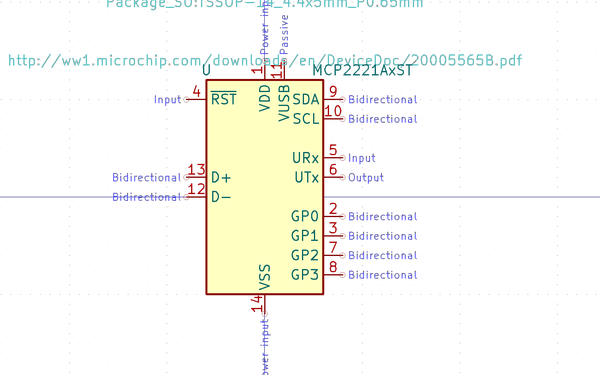 Package_SO:TSSOP-14_4.4x5mm_P0.65mm
Power input
Passive
http://ww1.microchip.com/downloads/en/DeviceDoc/20005565B.pdf
U 1 11 MCP2221AxST
Input 4 RST VDD VUSB SDA 9 Bidirectional
SCL 10 Bidirectional
URx 5 Input
Bidirectional 13 D+ UTx 6 Output
Bidirectional 12 D−
GP0 2 Bidirectional
GP1 3 Bidirectional
GP2 7 Bidirectional
VSS GP3 8 Bidirectional
14
Power input